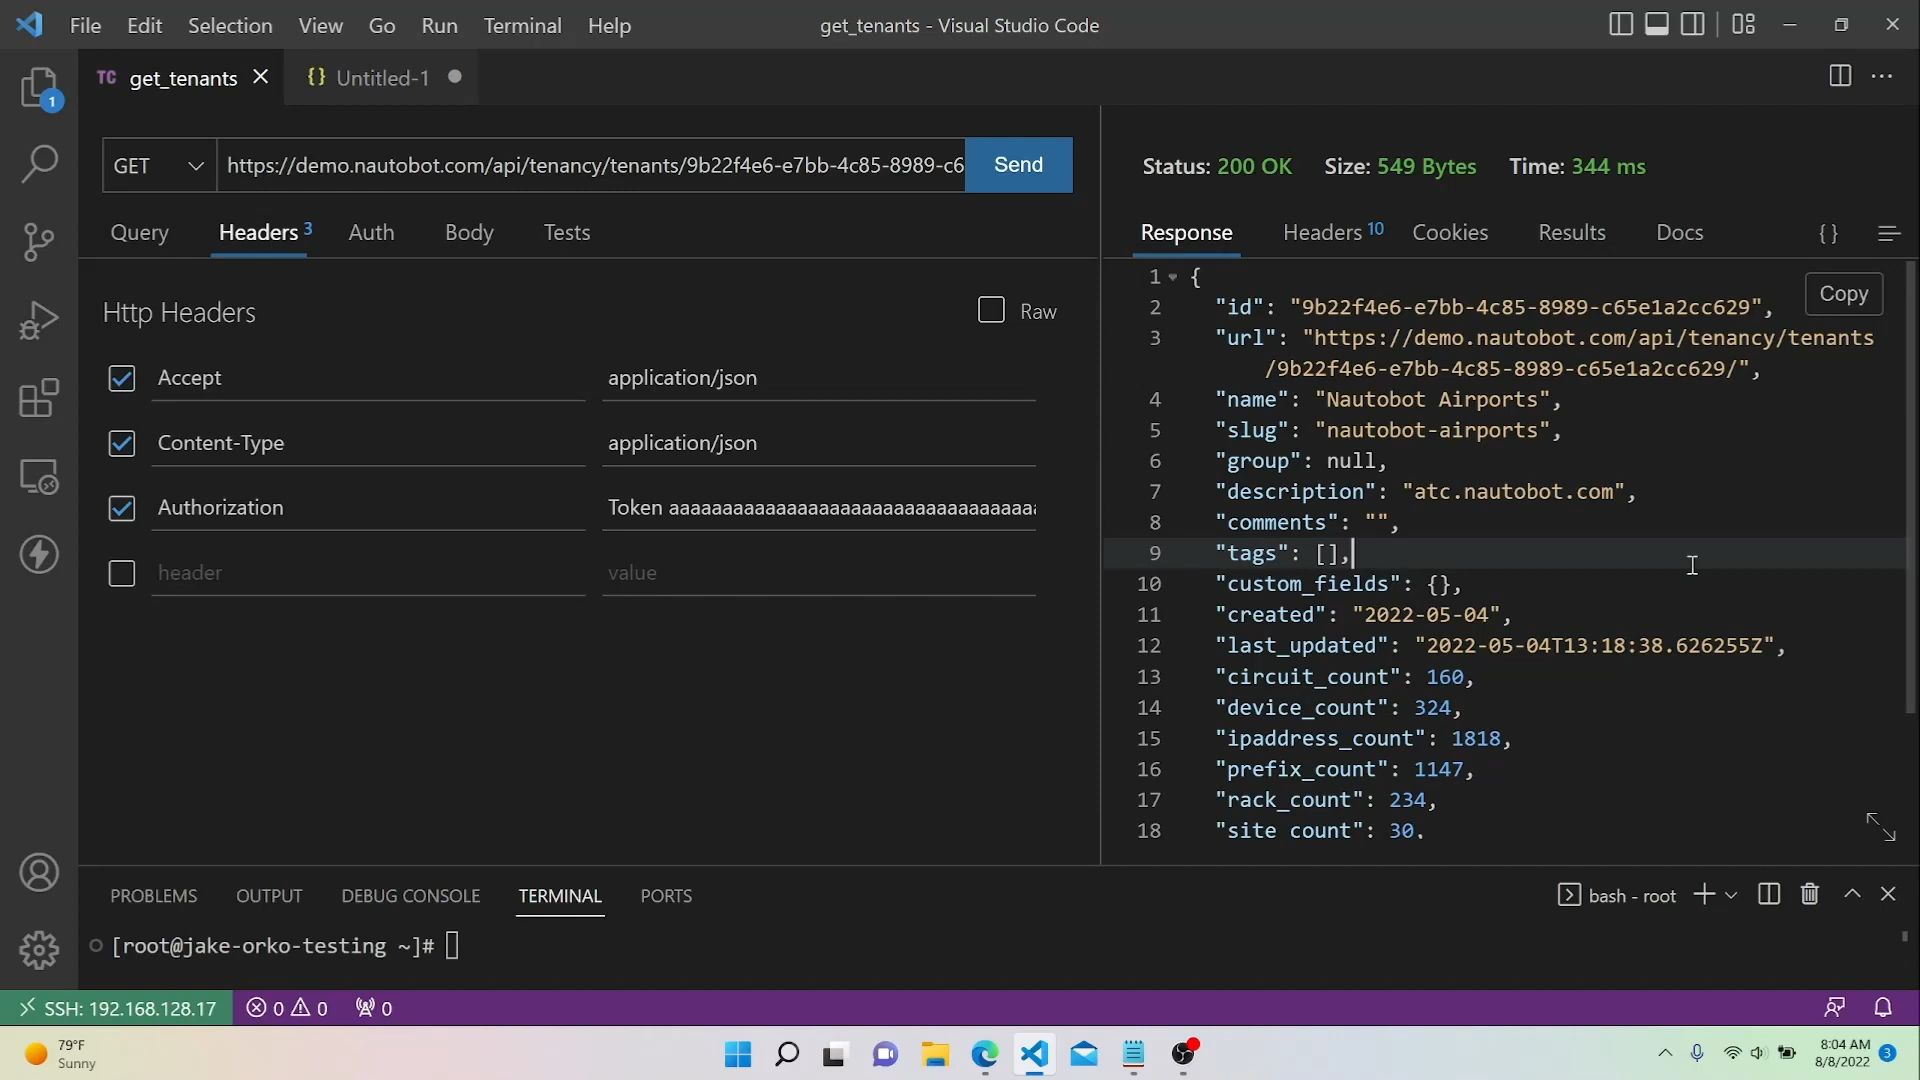 File Edit Selection View Go Run Terminal Help
get_tenants - Visual Studio Code
1
TC get_tenants
{} Untitled-1
GET
https://demo.nautobot.com/api/tenancy/tenants/9b22f4e6-e7bb-4c85-8989-c6
Send
Query Headers 3 Auth Body Tests
Http Headers
Raw
Accept application/json
Content-Type application/json
Authorization Token aaaaaaaaaaaaaaaaaaaaaaaaaaaaaaaaaa
header value
Status: 200 OK Size: 549 Bytes Time: 344 ms
Response Headers 10 Cookies Results Docs {}
Copy
1 {
2 "id": "9b22f4e6-e7bb-4c85-8989-c65e1a2cc629",
3 "url": "https://demo.nautobot.com/api/tenancy/tenants
/9b22f4e6-e7bb-4c85-8989-c65e1a2cc629/",
4 "name": "Nautobot Airports",
5 "slug": "nautobot-airports",
6 "group": null,
7 "description": "atc.nautobot.com",
8 "comments": "",
9 "tags": [],
10 "custom_fields": {},
11 "created": "2022-05-04",
12 "last_updated": "2022-05-04T13:18:38.626255Z",
13 "circuit_count": 160,
14 "device_count": 324,
15 "ipaddress_count": 1818,
16 "prefix_count": 1147,
17 "rack_count": 234,
18 "site_count": 30,
PROBLEMS OUTPUT DEBUG CONSOLE TERMINAL PORTS
bash - root
[root@jake-orko-testing ~]#
SSH: 192.168.128.17 0 0 0
79°F
Sunny
8:04 AM
8/8/2022
3